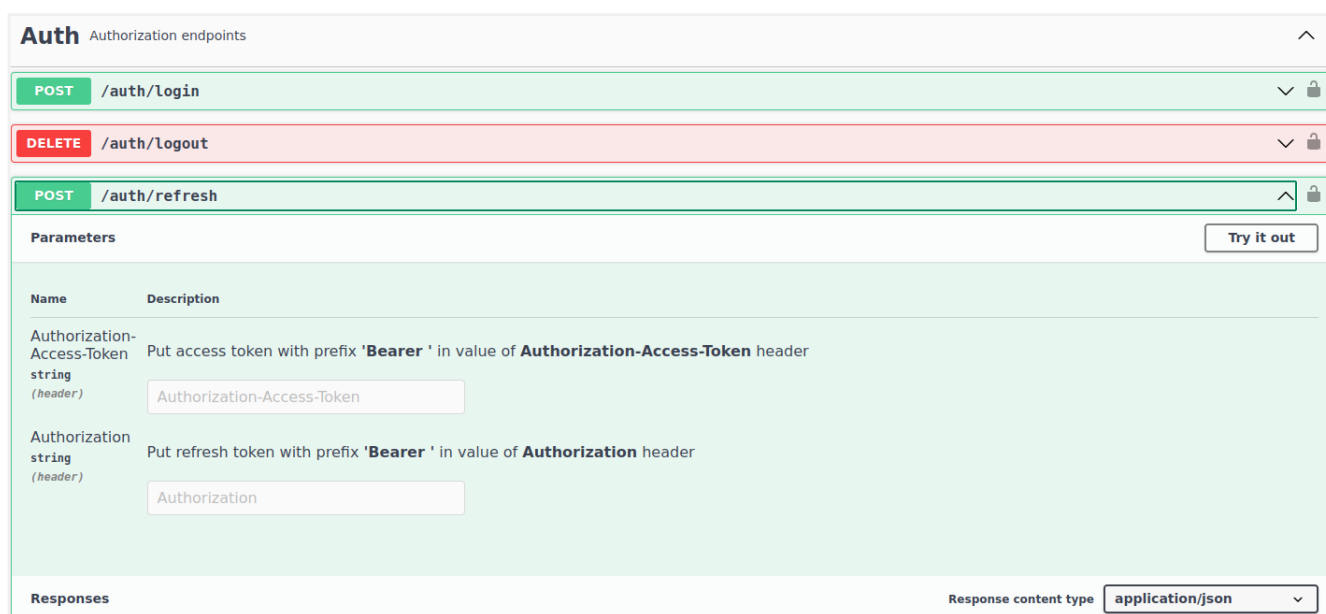 Auth Authorization endpoints
POST /auth/login
DELETE /auth/logout
POST /auth/refresh
Parameters
Try it out
Name Description
Authorization-
Access-Token
string
(header)
Put access token with prefix 'Bearer ' in value of Authorization-Access-Token header
Authorization-Access-Token
Authorization
string
(header)
Put refresh token with prefix 'Bearer ' in value of Authorization header
Authorization
Responses
Response content type application/json